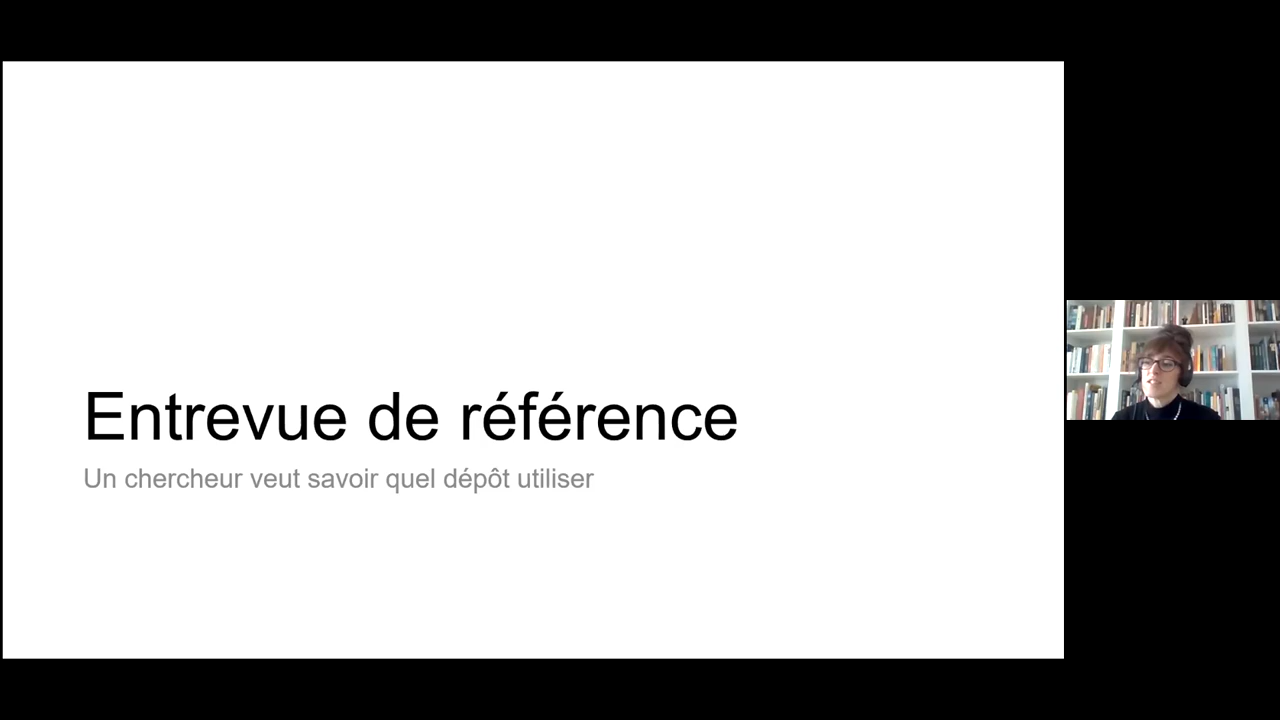 Entrevue de référence
Un chercheur veut savoir quel dépôt utiliser